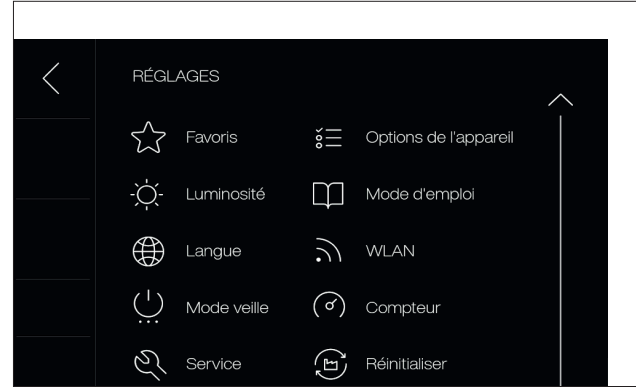 RÉGLAGES
Favoris
Options de l'appareil
Luminosité
Mode d'emploi
Langue
WLAN
Mode veille
Compteur
Service
Réinitialiser